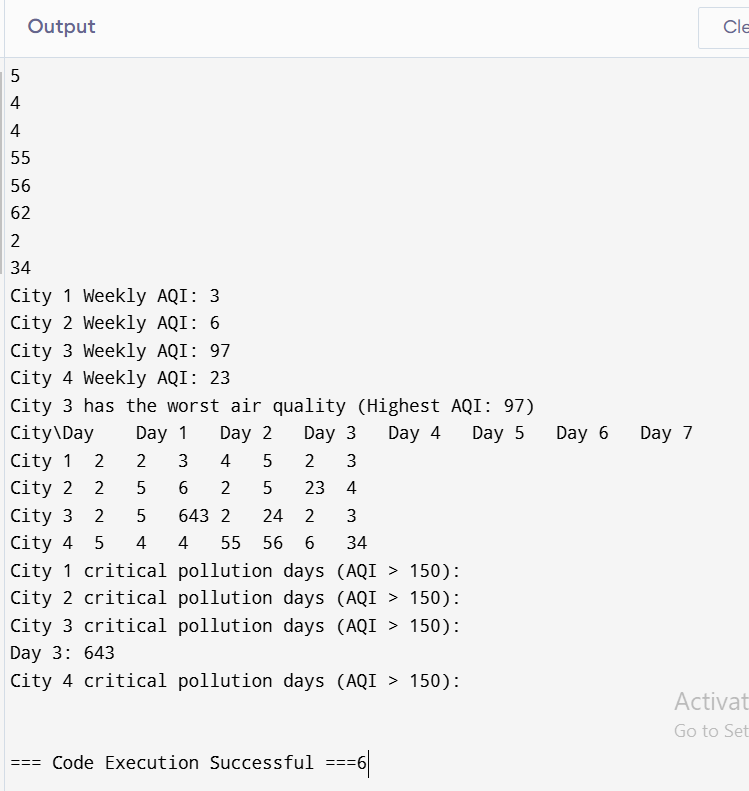 Output
Cle
5
4
4
55
56
62
2
34
City 1 Weekly AQI: 3
City 2 Weekly AQI: 6
City 3 Weekly AQI: 97
City 4 Weekly AQI: 23
City 3 has the worst air quality (Highest AQI: 97)
City\Day    Day 1   Day 2   Day 3   Day 4   Day 5   Day 6   Day 7
City 1  2   2   3   4   5   2   3
City 2  2   5   6   2   5   23  4
City 3  2   5   643 2   24  2   3
City 4  5   4   4   55  56  6   34
City 1 critical pollution days (AQI > 150):
City 2 critical pollution days (AQI > 150):
City 3 critical pollution days (AQI > 150):
Day 3: 643
City 4 critical pollution days (AQI > 150):
Activat
Go to Set
=== Code Execution Successful ===6